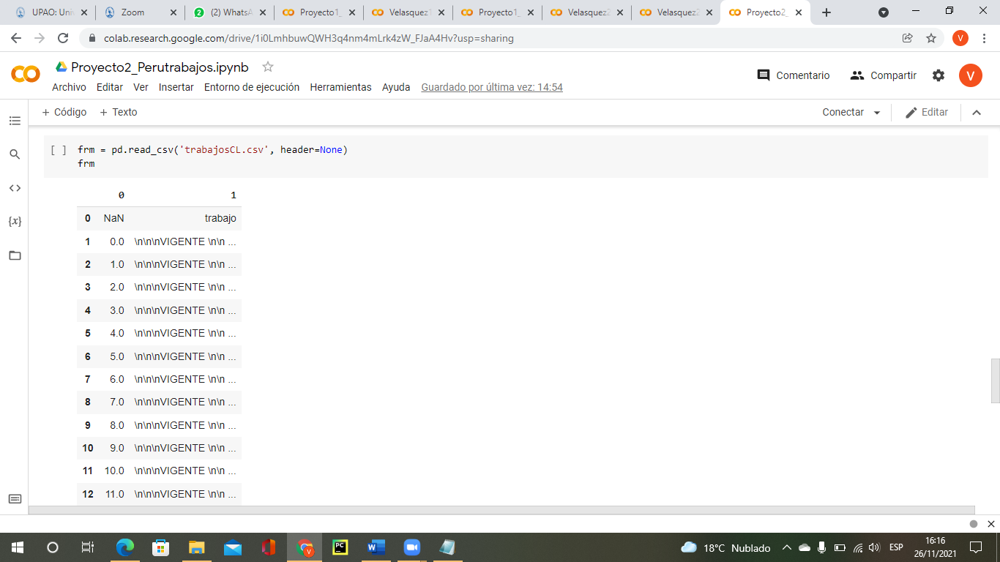 UPAO: Uni
Zoom
(2) WhatsA
Proyecto1_
Velasquez1
Proyecto1_
Velasquez2
Velasquez2
Proyecto2_
colab.research.google.com/drive/1i0LmhbuwQWH3q4nm4mLrk4zW_FJaA4Hv?usp=sharing
V
Proyecto2_Perutrabajos.ipynb
Comentario
Compartir
V
Archivo Editar Ver Insertar Entorno de ejecución Herramientas Ayuda Guardado por última vez: 14:54
+ Código + Texto
Conectar
Editar
[ ] frm = pd.read_csv('trabajosCL.csv', header=None)
frm
0 1
0 NaN trabajo
1 0.0 \n\n\nVIGENTE \n\n ...
2 1.0 \n\n\nVIGENTE \n\n ...
3 2.0 \n\n\nVIGENTE \n\n ...
4 3.0 \n\n\nVIGENTE \n\n ...
5 4.0 \n\n\nVIGENTE \n\n ...
6 5.0 \n\n\nVIGENTE \n\n ...
7 6.0 \n\n\nVIGENTE \n\n ...
8 7.0 \n\n\nVIGENTE \n\n ...
9 8.0 \n\n\nVIGENTE \n\n ...
10 9.0 \n\n\nVIGENTE \n\n ...
11 10.0 \n\n\nVIGENTE \n\n ...
12 11.0 \n\n\nVIGENTE \n\n ...
{x}
18°C Nublado
ESP
16:16
26/11/2021